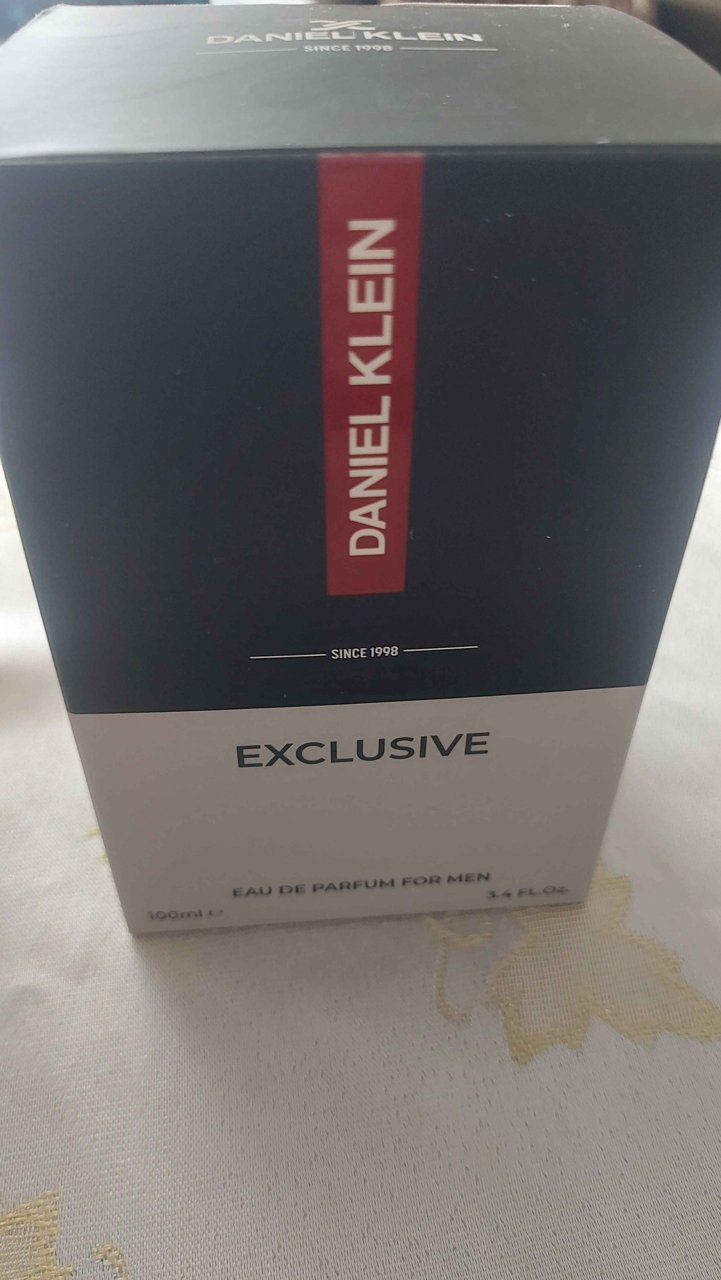 DANIEL KLEIN
SINCE 1998
DANIEL KLEIN
SINCE 1998
EXCLUSIVE
EAU DE PARFUM FOR MEN
100ml e
3.4 FL.Oz.